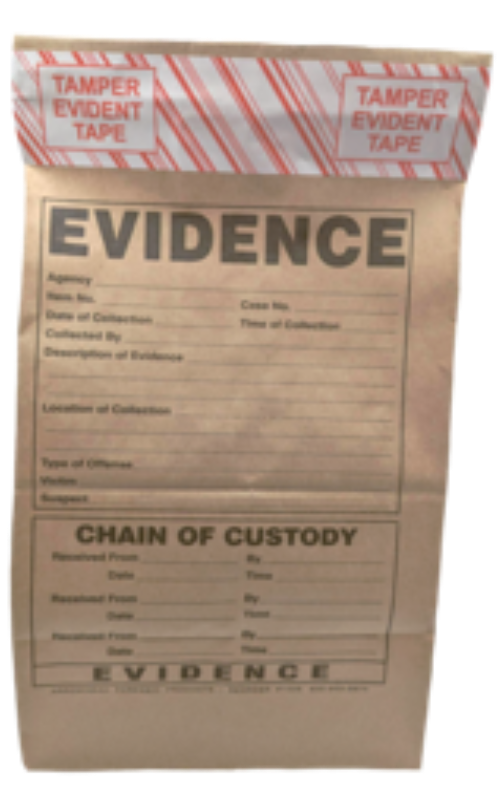 TAMPER
EVIDENT
TAPE
TAMPER
EVIDENT
TAPE
EVIDENCE
Agency
Item No. Case No.
Date of Collection Time of Collection
Collected By
Description of Evidence
Location of Collection
Type of Offense
Victim
Suspect
CHAIN OF CUSTODY
Received From By
Date Time
Received From By
Date Time
Received From By
Date Time
EVIDENCE